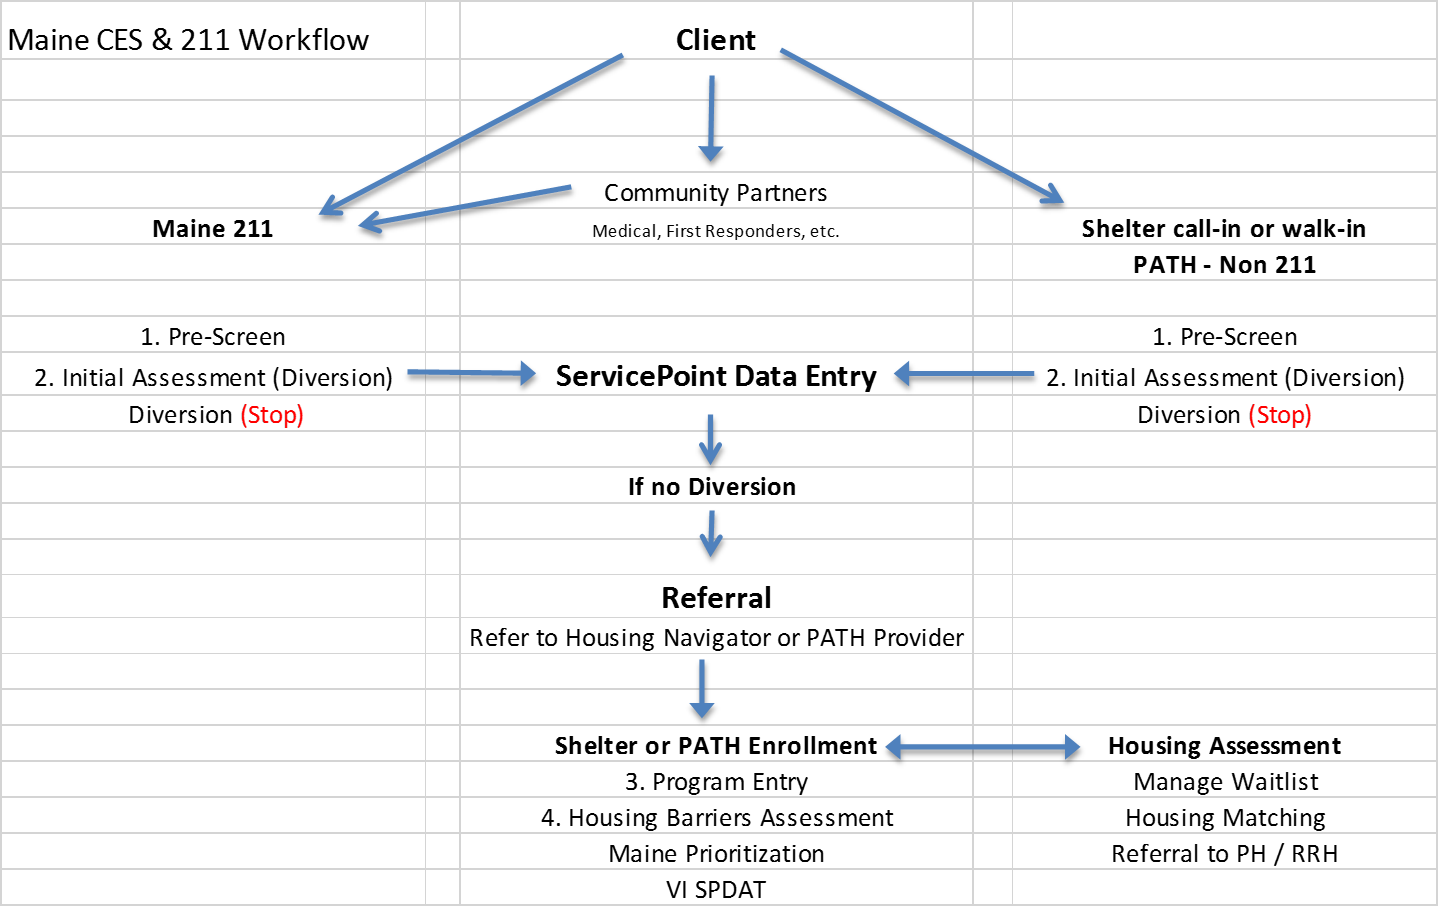 Maine CES & 211 Workflow
Client
Community Partners
Medical, First Responders, etc.
Maine 211
Shelter call-in or walk-in
PATH - Non 211
1. Pre-Screen
2. Initial Assessment (Diversion)
Diversion (Stop)
ServicePoint Data Entry
1. Pre-Screen
2. Initial Assessment (Diversion)
Diversion (Stop)
If no Diversion
Referral
Refer to Housing Navigator or PATH Provider
Shelter or PATH Enrollment
3. Program Entry
4. Housing Barriers Assessment
Maine Prioritization
VI SPDAT
Housing Assessment
Manage Waitlist
Housing Matching
Referral to PH / RRH